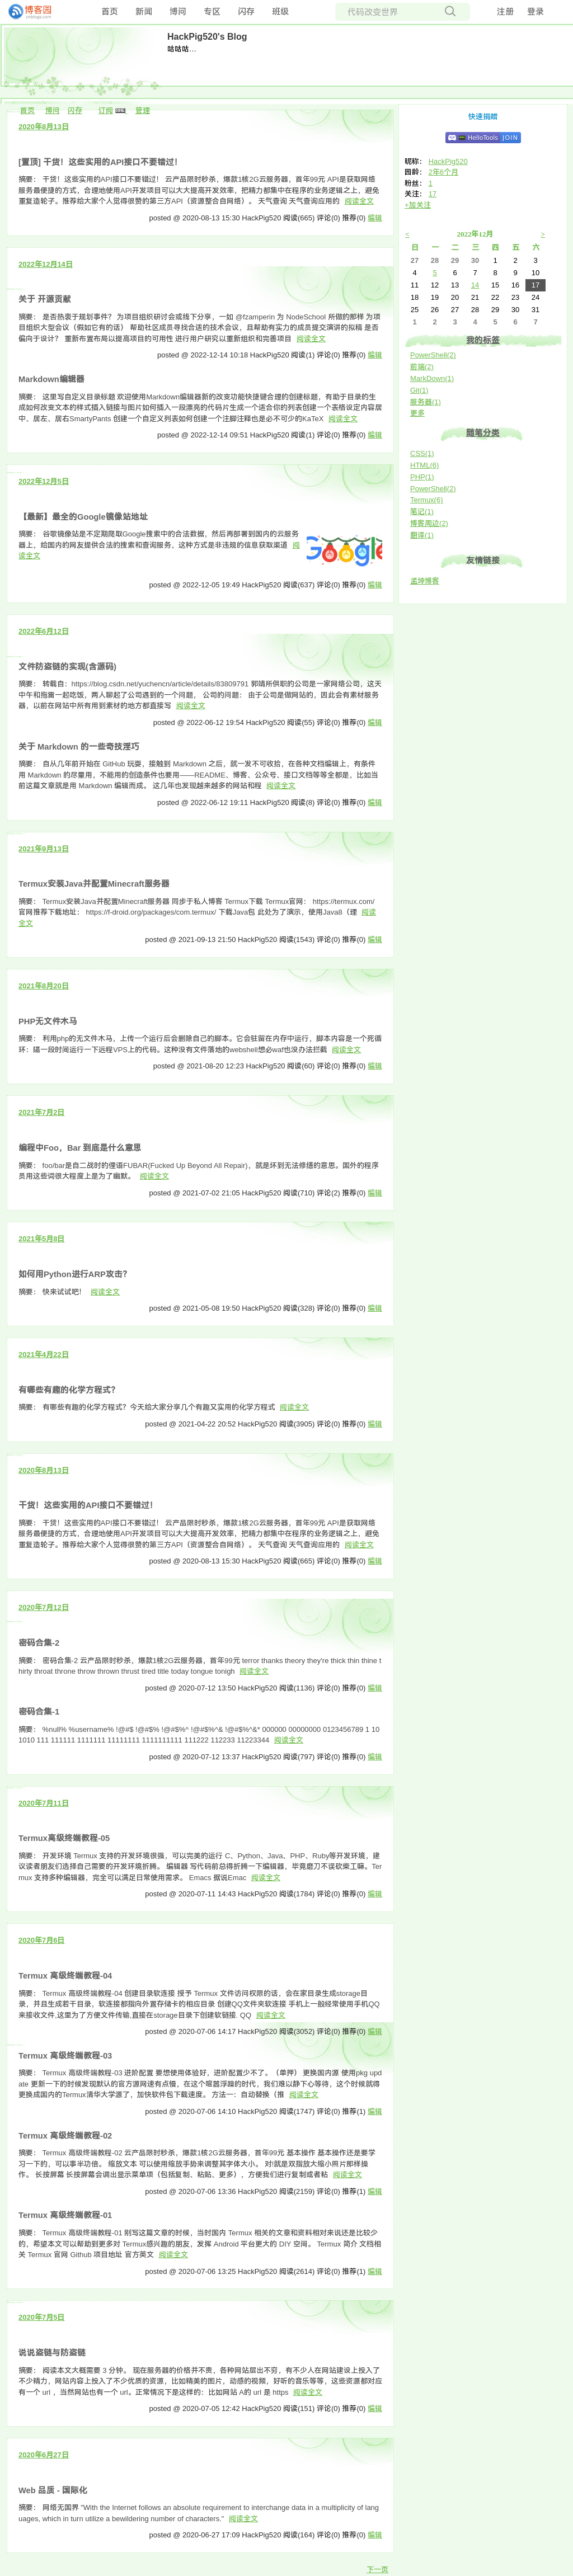 博客园
cnblogs.com
首页 新闻 博问 专区 闪存 班级
代码改变世界
注册 登录
HackPig520's Blog
咕咕咕…
首页 博问 闪存 订阅 管理
2020年8月13日
[置顶] 干货！这些实用的API接口不要错过！
摘要： 干货！这些实用的API接口不要错过！ 云产品限时秒杀，爆款1核2G云服务器，首年99元 API是获取网络
服务最便捷的方式，合理地使用API开发项目可以大大提高开发效率，把精力都集中在程序的业务逻辑之上，避免
重复造轮子。推荐给大家个人觉得很赞的第三方API（资源整合自网络）。 天气查询 天气查询应用的 阅读全文
posted @ 2020-08-13 15:30 HackPig520 阅读(665) 评论(0) 推荐(0) 编辑
2022年12月14日
关于 开源贡献
摘要： 是否热衷于规划事件？ 为项目组织研讨会或线下分享，一如 @fzamperin 为 NodeSchool 所做的那样 为项
目组织大型会议（假如它有的话） 帮助社区成员寻找合适的技术会议，且帮助有实力的成员提交演讲的拟稿 是否
偏向于设计？ 重新布置布局以提高项目的可用性 进行用户研究以重新组织和完善项目 阅读全文
posted @ 2022-12-14 10:18 HackPig520 阅读(1) 评论(0) 推荐(0) 编辑
Markdown编辑器
摘要： 这里写自定义目录标题 欢迎使用Markdown编辑器新的改变功能快捷键合理的创建标题，有助于目录的生
成如何改变文本的样式插入链接与图片如何插入一段漂亮的代码片生成一个适合你的列表创建一个表格设定内容居
中、居左、居右SmartyPants 创建一个自定义列表如何创建一个注脚注释也是必不可少的KaTeX 阅读全文
posted @ 2022-12-14 09:51 HackPig520 阅读(1) 评论(0) 推荐(0) 编辑
2022年12月5日
【最新】最全的Google镜像站地址
摘要： 谷歌镜像站是不定期爬取Google搜索中的合法数据，然后再部署到国内的云服务
器上，给国内的网友提供合法的搜索和查询服务，这种方式是非违规的信息获取渠道 阅
读全文
posted @ 2022-12-05 19:49 HackPig520 阅读(637) 评论(0) 推荐(0) 编辑
2022年6月12日
文件防盗链的实现(含源码)
摘要： 转载自：https://blog.csdn.net/yuchencn/article/details/83809791 郭靖所供职的公司是一家网络公司，这天
中午和拖雷一起吃饭，两人聊起了公司遇到的一个问题， 公司的问题： 由于公司是做网站的，因此会有素材服务
器，以前在网站中所有用到素材的地方都直接写 阅读全文
posted @ 2022-06-12 19:54 HackPig520 阅读(55) 评论(0) 推荐(0) 编辑
关于 Markdown 的一些奇技淫巧
摘要： 自从几年前开始在 GitHub 玩耍，接触到 Markdown 之后，就一发不可收拾，在各种文档编辑上，有条件
用 Markdown 的尽量用，不能用的创造条件也要用——README、博客、公众号、接口文档等等全都是，比如当
前这篇文章就是用 Markdown 编辑而成。 这几年也发现越来越多的网站和程 阅读全文
posted @ 2022-06-12 19:11 HackPig520 阅读(8) 评论(0) 推荐(0) 编辑
2021年9月13日
Termux安装Java并配置Minecraft服务器
摘要： Termux安装Java并配置Minecraft服务器 同步于私人博客 Termux下载 Termux官网： https://termux.com/
官网推荐下载地址： https://f-droid.org/packages/com.termux/ 下载Java包 此处为了演示，使用Java8（理 阅读
全文
posted @ 2021-09-13 21:50 HackPig520 阅读(1543) 评论(0) 推荐(0) 编辑
2021年8月20日
PHP无文件木马
摘要： 利用php的无文件木马，上传一个运行后会删除自己的脚本。它会驻留在内存中运行，脚本内容是一个死循
环：隔一段时间运行一下远程VPS上的代码。这种没有文件落地的webshell想必waf也没办法拦截 阅读全文
posted @ 2021-08-20 12:23 HackPig520 阅读(60) 评论(0) 推荐(0) 编辑
2021年7月2日
编程中Foo，Bar 到底是什么意思
摘要： foo/bar是自二战时的俚语FUBAR(Fucked Up Beyond All Repair)，就是坏到无法修缮的意思。国外的程序
员用这些词很大程度上是为了幽默。 阅读全文
posted @ 2021-07-02 21:05 HackPig520 阅读(710) 评论(2) 推荐(0) 编辑
2021年5月8日
如何用Python进行ARP攻击？
摘要： 快来试试吧！ 阅读全文
posted @ 2021-05-08 19:50 HackPig520 阅读(328) 评论(0) 推荐(0) 编辑
2021年4月22日
有哪些有趣的化学方程式？
摘要： 有哪些有趣的化学方程式？今天给大家分享几个有趣又实用的化学方程式 阅读全文
posted @ 2021-04-22 20:52 HackPig520 阅读(3905) 评论(0) 推荐(0) 编辑
2020年8月13日
干货！这些实用的API接口不要错过！
摘要： 干货！这些实用的API接口不要错过！ 云产品限时秒杀，爆款1核2G云服务器，首年99元 API是获取网络
服务最便捷的方式，合理地使用API开发项目可以大大提高开发效率，把精力都集中在程序的业务逻辑之上，避免
重复造轮子。推荐给大家个人觉得很赞的第三方API（资源整合自网络）。 天气查询 天气查询应用的 阅读全文
posted @ 2020-08-13 15:30 HackPig520 阅读(665) 评论(0) 推荐(0) 编辑
2020年7月12日
密码合集-2
摘要： 密码合集-2 云产品限时秒杀，爆款1核2G云服务器，首年99元 terror thanks theory they're thick thin thine t
hirty throat throne throw thrown thrust tired title today tongue tonigh 阅读全文
posted @ 2020-07-12 13:50 HackPig520 阅读(1136) 评论(0) 推荐(0) 编辑
密码合集-1
摘要： %null% %username% !@#$ !@#$% !@#$%^ !@#$%^& !@#$%^&* 000000 00000000 0123456789 1 10
1010 111 111111 1111111 11111111 1111111111 111222 112233 11223344 阅读全文
posted @ 2020-07-12 13:37 HackPig520 阅读(797) 评论(0) 推荐(0) 编辑
2020年7月11日
Termux高级终端教程-05
摘要： 开发环境 Termux 支持的开发环境很强，可以完美的运行 C、Python、Java、PHP、Ruby等开发环境，建
议读者朋友们选择自己需要的开发环境折腾。 编辑器 写代码前总得折腾一下编辑器，毕竟磨刀不误砍柴工嘛。Ter
mux 支持多种编辑器，完全可以满足日常使用需求。 Emacs 据说Emac 阅读全文
posted @ 2020-07-11 14:43 HackPig520 阅读(1784) 评论(0) 推荐(0) 编辑
2020年7月6日
Termux 高级终端教程-04
摘要： Termux 高级终端教程-04 创建目录软连接 授予 Termux 文件访问权限的话，会在家目录生成storage目
录，并且生成若干目录，软连接都指向外置存储卡的相应目录 创建QQ文件夹软连接 手机上一般经常使用手机QQ
来接收文件,这里为了方便文件传输,直接在storage目录下创建软链接. QQ 阅读全文
posted @ 2020-07-06 14:17 HackPig520 阅读(3052) 评论(0) 推荐(0) 编辑
Termux 高级终端教程-03
摘要： Termux 高级终端教程-03 进阶配置 要想使用体验好，进阶配置少不了。（单押） 更换国内源 使用pkg upd
ate 更新一下的时候发现默认的官方源网速有点慢，在这个喧嚣浮躁的时代，我们难以静下心等待，这个时候就得
更换成国内的Termux清华大学源了，加快软件包下载速度。 方法一：自动替换（推 阅读全文
posted @ 2020-07-06 14:10 HackPig520 阅读(1747) 评论(0) 推荐(1) 编辑
Termux 高级终端教程-02
摘要： Termux 高级终端教程-02 云产品限时秒杀，爆款1核2G云服务器，首年99元 基本操作 基本操作还是要学
习一下的，可以事半功倍。 缩放文本 可以使用缩放手势来调整其字体大小。 对!就是双指放大缩小照片那样操
作。 长按屏幕 长按屏幕会调出显示菜单项（包括复制、粘贴、更多），方便我们进行复制或者粘 阅读全文
posted @ 2020-07-06 13:36 HackPig520 阅读(2159) 评论(0) 推荐(1) 编辑
Termux 高级终端教程-01
摘要： Termux 高级终端教程-01 刚写这篇文章的时候，当时国内 Termux 相关的文章和资料相对来说还是比较少
的，希望本文可以帮助到更多对 Termux感兴趣的朋友，发挥 Android 平台更大的 DIY 空间。 Termux 简介 文档相
关 Termux 官网 Github 项目地址 官方英文 阅读全文
posted @ 2020-07-06 13:25 HackPig520 阅读(2614) 评论(0) 推荐(1) 编辑
2020年7月5日
说说盗链与防盗链
摘要： 阅读本文大概需要 3 分钟。 现在服务器的价格并不贵，各种网站层出不穷，有不少人在网站建设上投入了
不少精力，网站内容上投入了不少优质的资源，比如精美的图片，动感的视频，好听的音乐等等，这些资源都对应
有一个 url ，当然网站也有一个 url。正常情况下是这样的：比如网站 A的 url 是 https 阅读全文
posted @ 2020-07-05 12:42 HackPig520 阅读(151) 评论(0) 推荐(0) 编辑
2020年6月27日
Web 品质 - 国际化
摘要： 网络无国界 "With the Internet follows an absolute requirement to interchange data in a multiplicity of lang
uages, which in turn utilize a bewildering number of characters." 阅读全文
posted @ 2020-06-27 17:09 HackPig520 阅读(164) 评论(0) 推荐(0) 编辑
下一页
快速捐赠
HelloTools JOIN
昵称： HackPig520
园龄： 2年6个月
粉丝： 1
关注： 17
+加关注
< 2022年12月 >
日 一 二 三 四 五 六
27 28 29 30 1 2 3
4 5 6 7 8 9 10
11 12 13 14 15 16 17
18 19 20 21 22 23 24
25 26 27 28 29 30 31
1 2 3 4 5 6 7
我的标签
PowerShell(2)
前端(2)
MarkDown(1)
Git(1)
服务器(1)
更多
随笔分类
CSS(1)
HTML(6)
PHP(1)
PowerShell(2)
Termux(6)
笔记(1)
博客周边(2)
翻译(1)
友情链接
孟坤博客